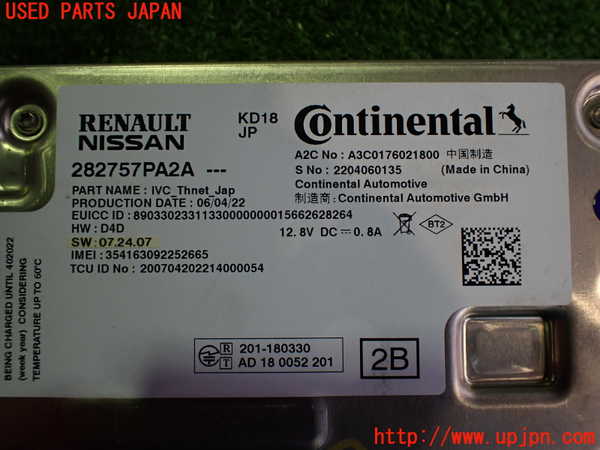 USED PARTS JAPAN
RENAULT
NISSAN
KD18
JP
Continental
282757PA2A ---
A2C No : A3C0176021800 中国制造
S No : 2204060135 (Made in China)
Continental Automotive
制造商: Continental Automotive GmbH
PART NAME : IVC_Thnet_Jap
PRODUCTION DATE : 06/04/22
EUICC ID : 89033023311330000000015662628264
HW : D4D
SW : 07.24.07
IMEI : 354163092252665
TCU ID No : 200704202214000054
12.8V DC 0.8A
BT2
BEING CHARGED UNTIL 402022
(week year) CONSIDERING
TEMPERATURE UP TO 60°C
R 201-180330
T AD 18 0052 201
2B
http://www.upjpn.com/